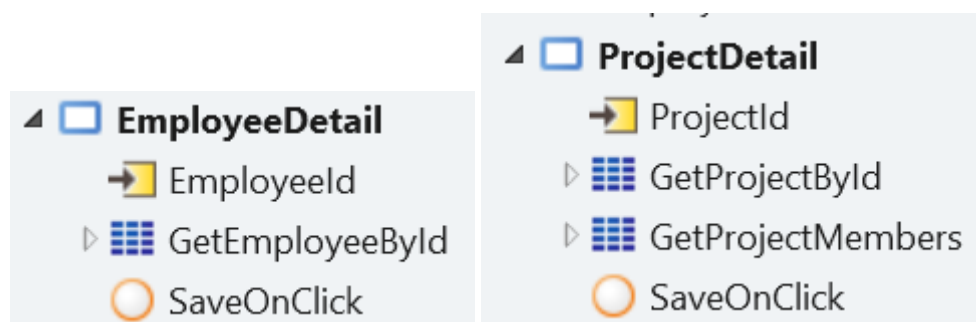 EmployeeDetail
EmployeeId
GetEmployeeById
SaveOnClick
ProjectDetail
ProjectId
GetProjectById
GetProjectMembers
SaveOnClick